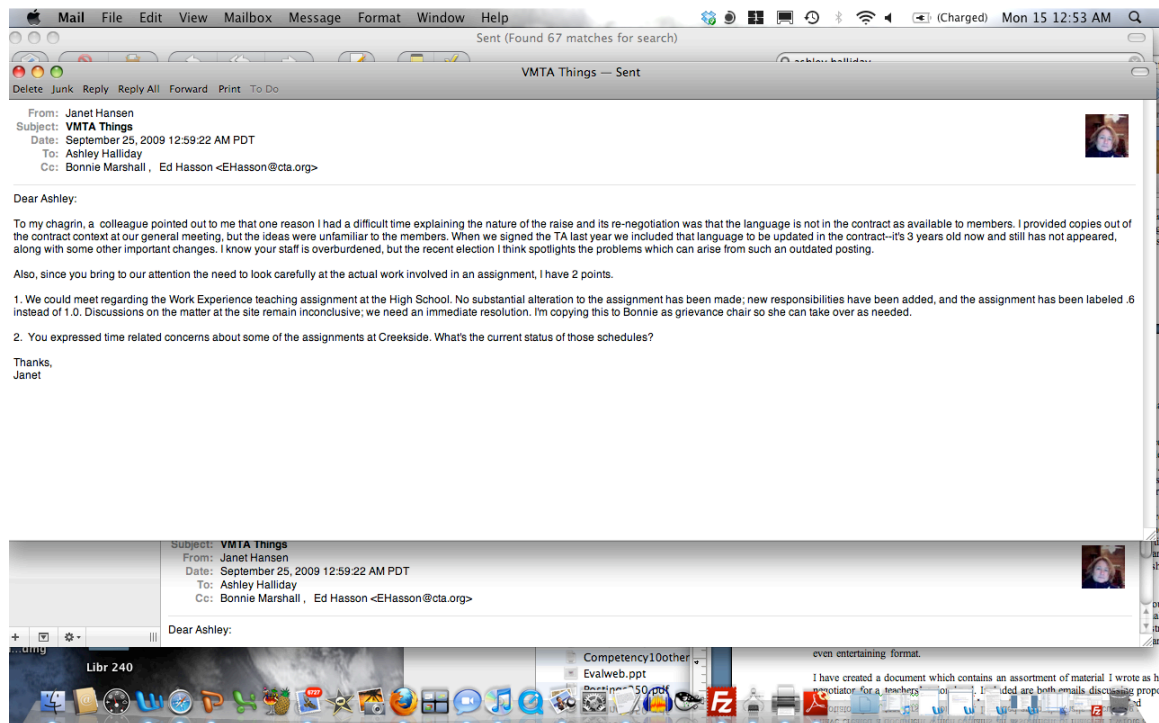 Mail File Edit View Mailbox Message Format Window Help (Charged) Mon 15 12:53 AM
Sent (Found 67 matches for search)
VMTA Things — Sent
Delete Junk Reply Reply All Forward Print To Do
From: Janet Hansen
Subject: VMTA Things
Date: September 25, 2009 12:59:22 AM PDT
To: Ashley Halliday
Cc: Bonnie Marshall , Ed Hasson <EHasson@cta.org>
Dear Ashley:
To my chagrin, a colleague pointed out to me that one reason I had a difficult time explaining the nature of the raise and its re-negotiation was that the language is not in the contract as available to members. I provided copies out of
the contract context at our general meeting, but the ideas were unfamiliar to the members. When we signed the TA last year we included that language to be updated in the contract--it's 3 years old now and still has not appeared,
along with some other important changes. I know your staff is overburdened, but the recent election I think spotlights the problems which can arise from such an outdated posting.
Also, since you bring to our attention the need to look carefully at the actual work involved in an assignment, I have 2 points.
1. We could meet regarding the Work Experience teaching assignment at the High School. No substantial alteration to the assignment has been made; new responsibilities have been added, and the assignment has been labeled .6
instead of 1.0. Discussions on the matter at the site remain inconclusive; we need an immediate resolution. I'm copying this to Bonnie as grievance chair so she can take over as needed.
2. You expressed time related concerns about some of the assignments at Creekside. What's the current status of those schedules?
Thanks,
Janet
Subject: VMTA Things
From: Janet Hansen
Date: September 25, 2009 12:59:22 AM PDT
To: Ashley Halliday
Cc: Bonnie Marshall , Ed Hasson <EHasson@cta.org>
Dear Ashley:
Libr 240
Competency10other
Evalweb.ppt
even entertaining format.
I have created a document which contains an assortment of material I wrote as